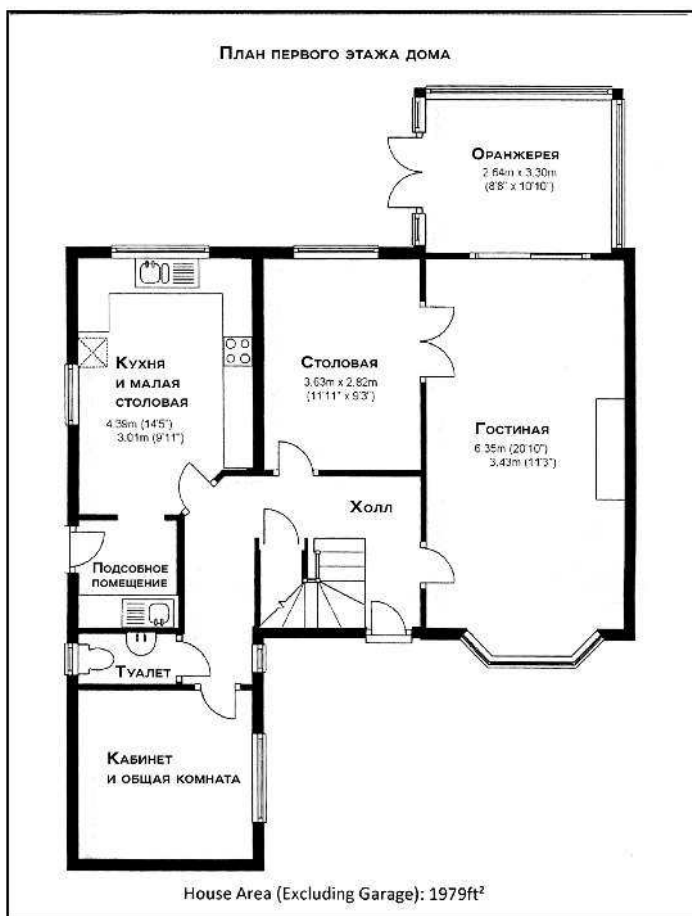 План первого этажа дома
Оранжерея
2.64m x 3.30m
(8'8" x 10'10")
Кухня
и малая
столовая
4.39m (14'5")
3.01m (9'11")
Столовая
3.63m x 2.82m
(11'11" x 9'3")
Гостиная
6.35m (20'10")
3.43m (11'3")
Холл
Подсобное
помещение
Туалет
Кабинет
и общая комната
House Area (Excluding Garage): 1979ft²